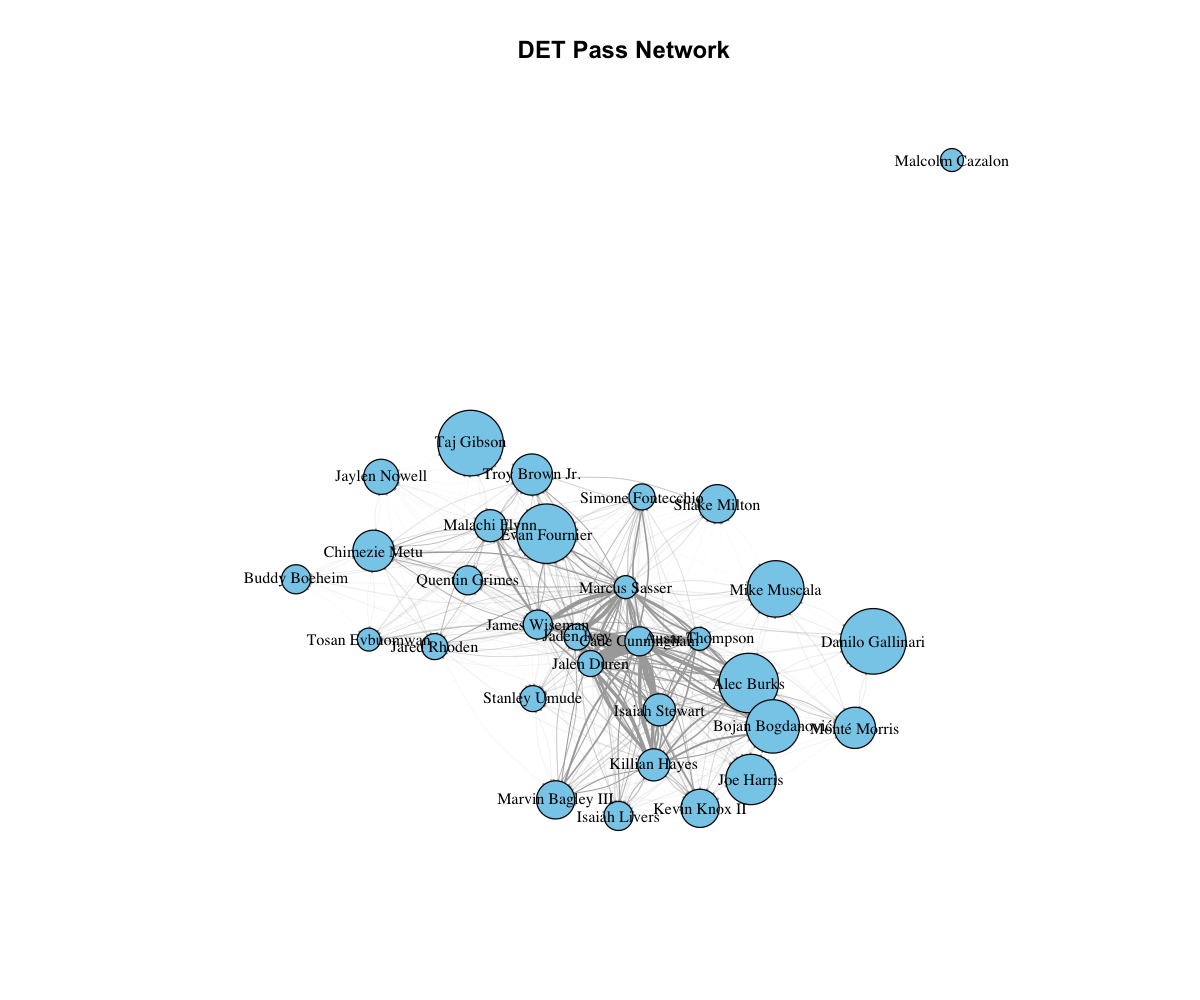 DET Pass Network
Malcolm Cazalon
Taj Gibson
Jaylen Nowell
Troy Brown Jr.
Simone Fontecchio
Shake Milton
Malachi Flynn
Evan Fournier
Chimezie Metu
Buddy Boeheim
Quentin Grimes
Marcus Sasser
Mike Muscala
James Wiseman
Jaden Ivey
Cade Cunningham
Ausar Thompson
Tosan Evbuomwan
Jared Rhoden
Danilo Gallinari
Jalen Duren
Alec Burks
Stanley Umude
Isaiah Stewart
Bojan Bogdanović
Monté Morris
Killian Hayes
Joe Harris
Marvin Bagley III
Isaiah Livers
Kevin Knox II